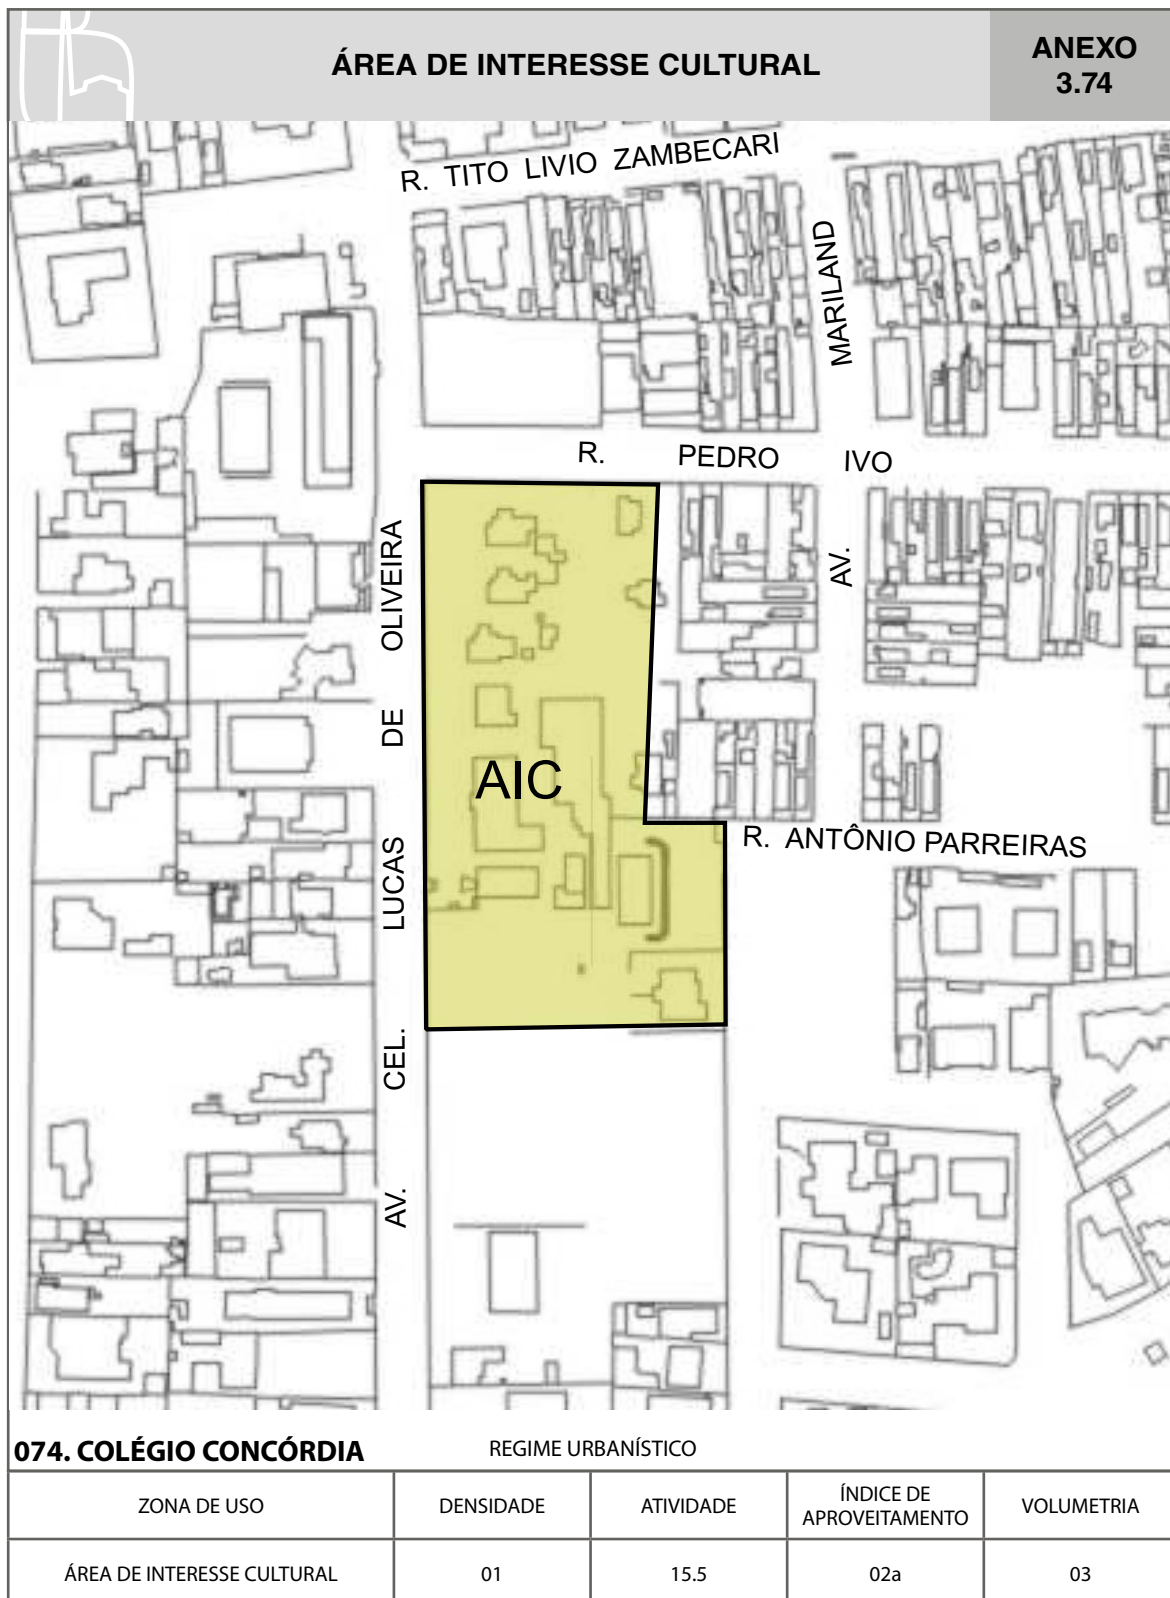 ÁREA DE INTERESSE CULTURAL
ANEXO
3.74
R. TITO LIVIO ZAMBECARI
MARILAND
AV.
R. PEDRO IVO
AV. CEL. LUCAS DE OLIVEIRA
AIC
R. ANTÔNIO PARREIRAS
074. COLÉGIO CONCÓRDIA
REGIME URBANÍSTICO
ZONA DE USO
DENSIDADE
ATIVIDADE
ÍNDICE DE
APROVEITAMENTO
VOLUMETRIA
ÁREA DE INTERESSE CULTURAL
01
15.5
02a
03